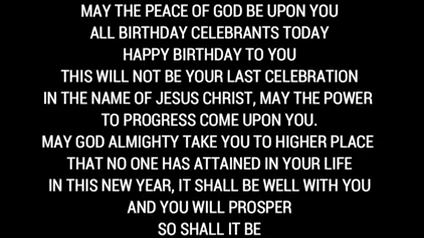 MAY THE PEACE OF GOD BE UPON YOU
ALL BIRTHDAY CELEBRANTS TODAY
HAPPY BIRTHDAY TO YOU
THIS WILL NOT BE YOUR LAST CELEBRATION
IN THE NAME OF JESUS CHRIST, MAY THE POWER
TO PROGRESS COME UPON YOU.
MAY GOD ALMIGHTY TAKE YOU TO HIGHER PLACE
THAT NO ONE HAS ATTAINED IN YOUR LIFE
IN THIS NEW YEAR, IT SHALL BE WELL WITH YOU
AND YOU WILL PROSPER
SO SHALL IT BE